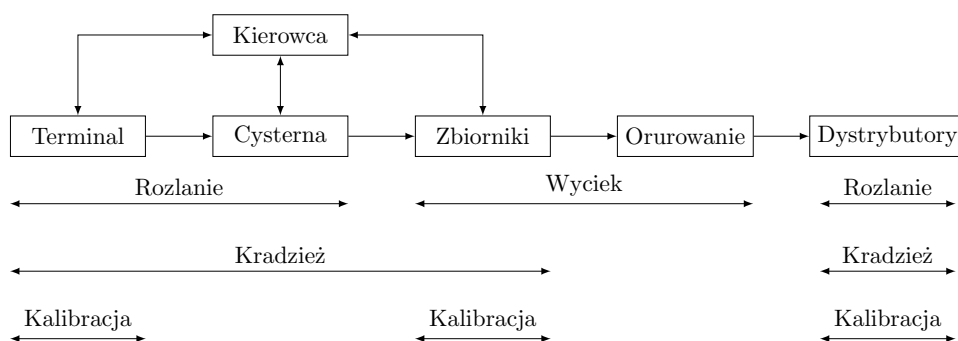 Kierowca
Terminal Cysterna Zbiorniki Orurowanie Dystrybutory
Rozlanie Wyciek Rozlanie
Kradzież Kradzież
Kalibracja Kalibracja Kalibracja